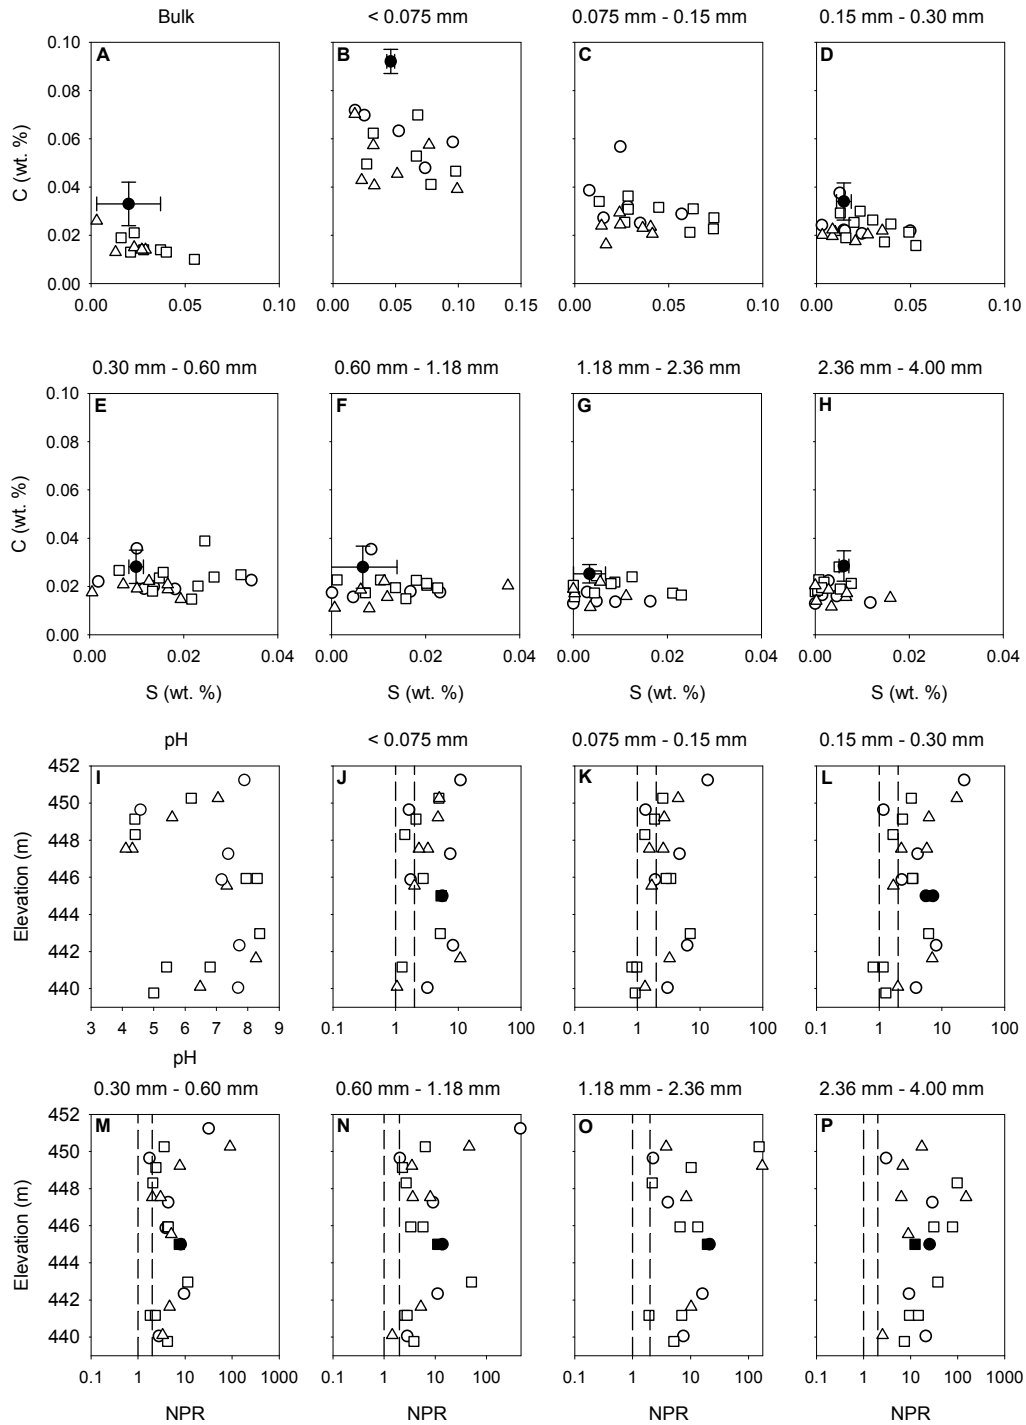 Bulk < 0.075 mm 0.075 mm - 0.15 mm 0.15 mm - 0.30 mm
A B C D
0.10
0.08
0.06
0.04
0.02
0.00
C (wt. %)
0.00 0.05 0.10 0.00 0.05 0.10 0.15 0.00 0.05 0.10 0.00 0.05 0.10
0.30 mm - 0.60 mm 0.60 mm - 1.18 mm 1.18 mm - 2.36 mm 2.36 mm - 4.00 mm
E F G H
0.10
0.08
0.06
0.04
0.02
0.00
C (wt. %)
0.00 0.02 0.04 0.00 0.02 0.04 0.00 0.02 0.04 0.00 0.02 0.04
S (wt. %) S (wt. %) S (wt. %) S (wt. %)
pH < 0.075 mm 0.075 mm - 0.15 mm 0.15 mm - 0.30 mm
I J K L
452
450
448
446
444
442
440
Elevation (m)
3 4 5 6 7 8 9 0.1 1 10 100 0.1 1 10 100 0.1 1 10 100
pH
0.30 mm - 0.60 mm 0.60 mm - 1.18 mm 1.18 mm - 2.36 mm 2.36 mm - 4.00 mm
M N O P
452
450
448
446
444
442
440
Elevation (m)
0.1 1 10 100 1000 0.1 1 10 100 0.1 1 10 100 0.1 1 10 100 1000
NPR NPR NPR NPR